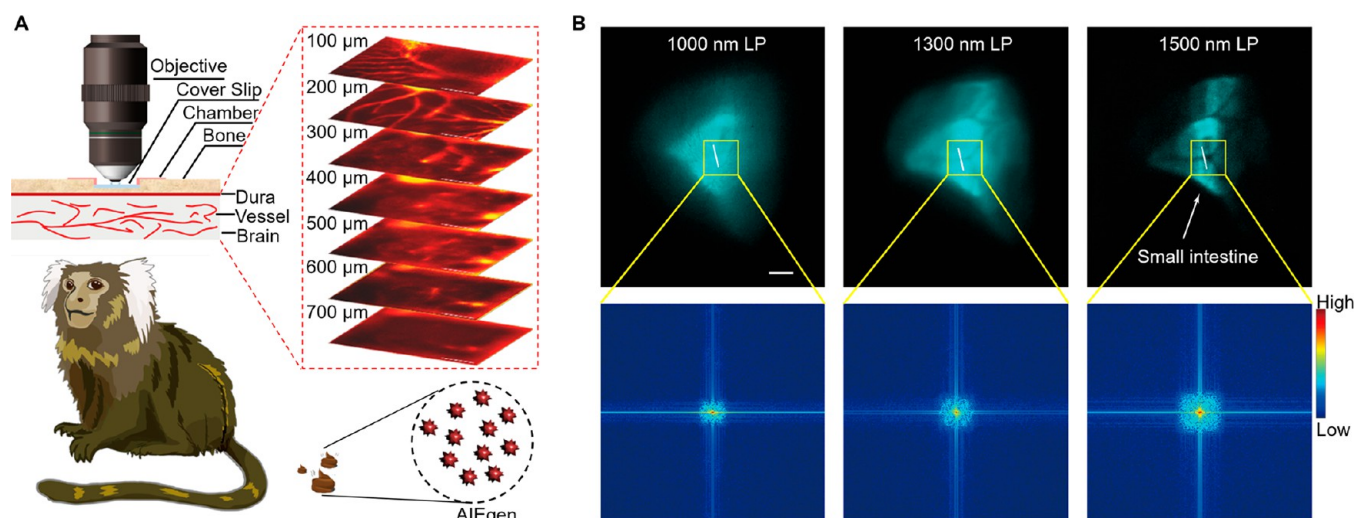 A
100 µm
Objective
200 µm
Cover Slip
Chamber
300 µm
Bone
400 µm
Dura
500 µm
Vessel
Brain
600 µm
700 µm
AIEgen
B
1000 nm LP
1300 nm LP
1500 nm LP
Small intestine
High
Low